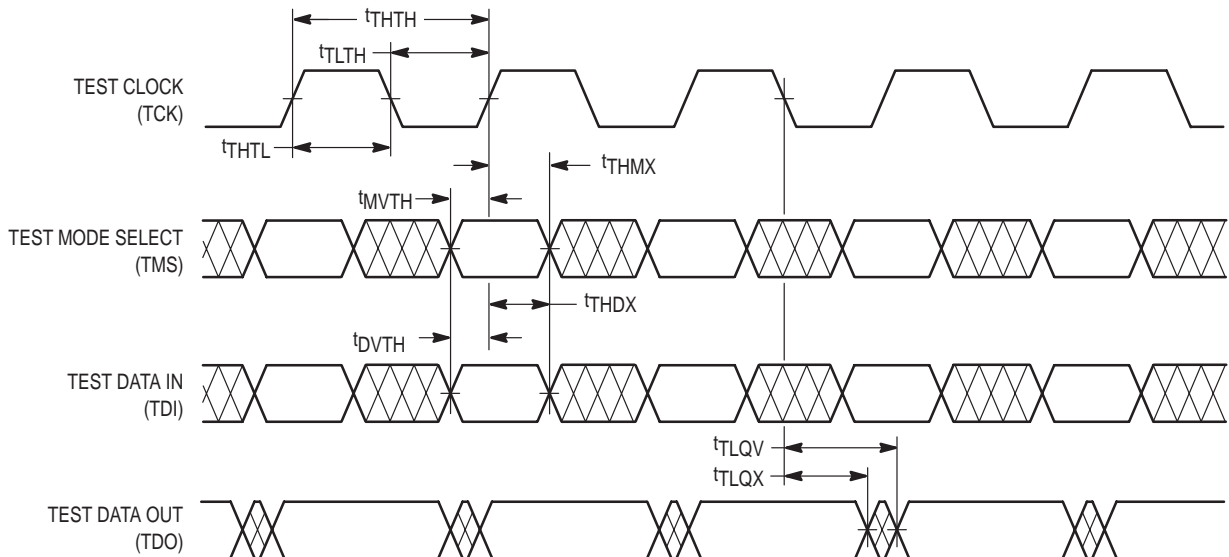 tTHTH
tTLTH
TEST CLOCK
(TCK)
tTHTL
tTHMX
tMVTH
TEST MODE SELECT
(TMS)
tTHDX
tDVTH
TEST DATA IN
(TDI)
tTLQV
tTLQX
TEST DATA OUT
(TDO)